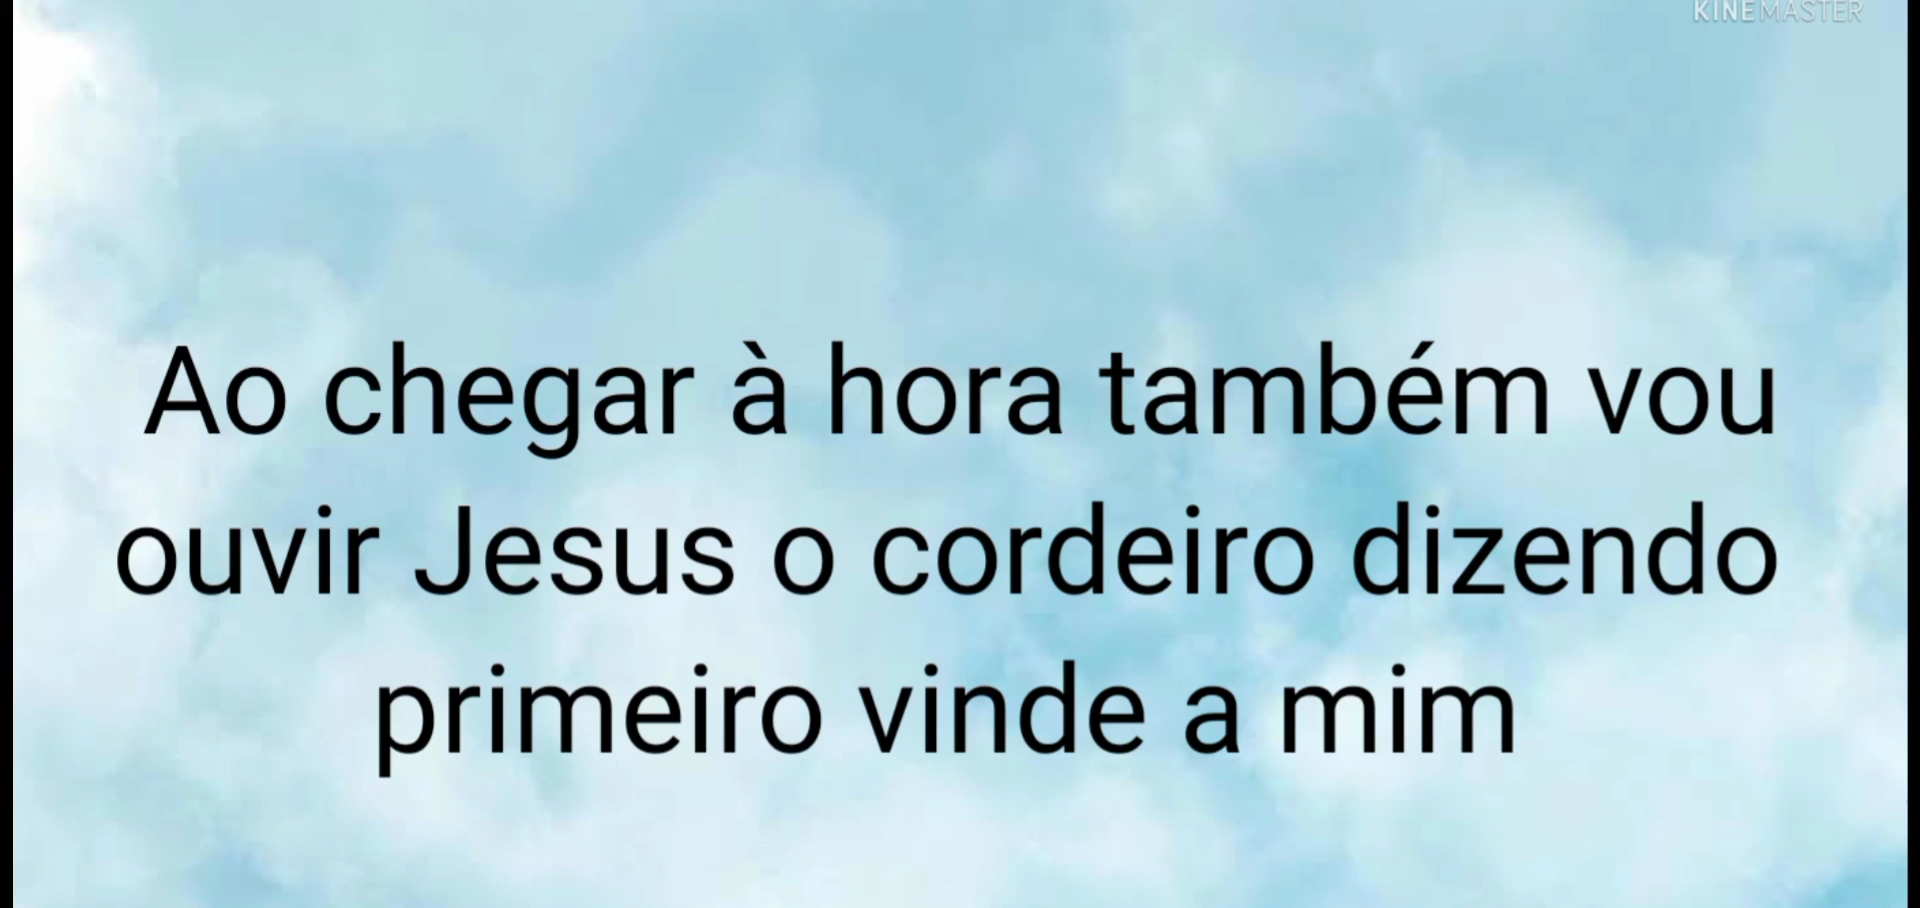 KINEMASTER
Ao chegar à hora também vou
ouvir Jesus o cordeiro dizendo
primeiro vinde a mim